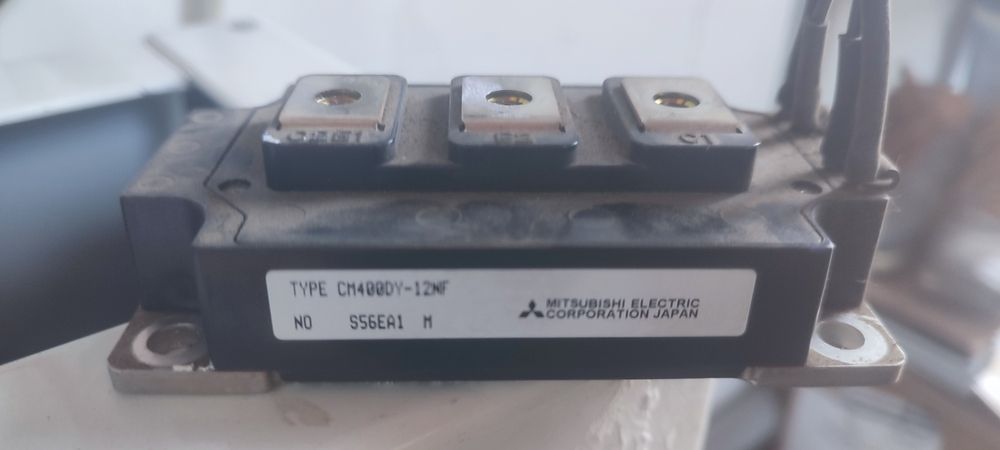 C2E1
E2
C1
TYPE CM400DY-12NF
NO S56EA1 M
MITSUBISHI ELECTRIC
CORPORATION JAPAN